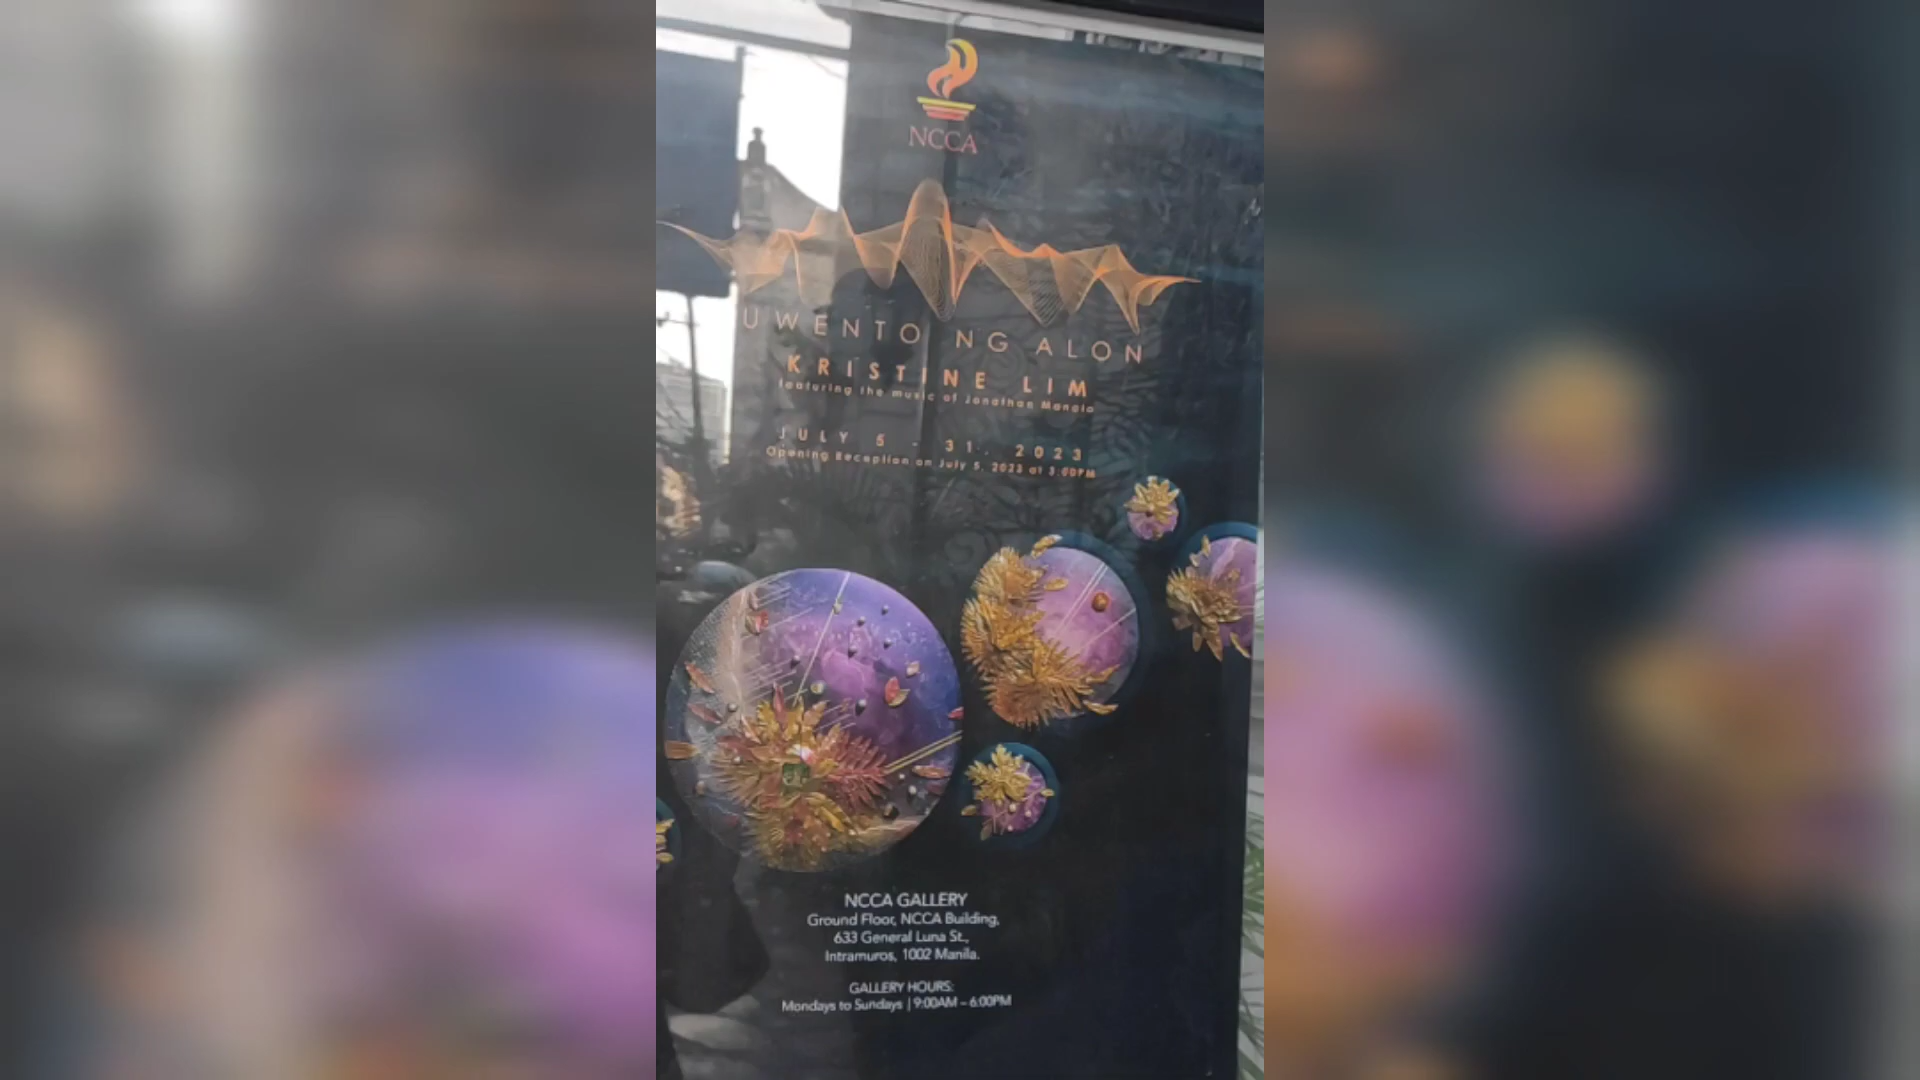 NCCA
UWENTO NG ALON
KRISTINE LIM
featuring the music of Jonathan Manalo
JULY 5 - 31, 2023
Opening Reception on July 5, 2023 at 3:00PM
NCCA GALLERY
Ground Floor, NCCA Building,
633 General Luna St.,
Intramuros, 1002 Manila.
GALLERY HOURS:
Mondays to Sundays | 9:00AM – 6:00PM